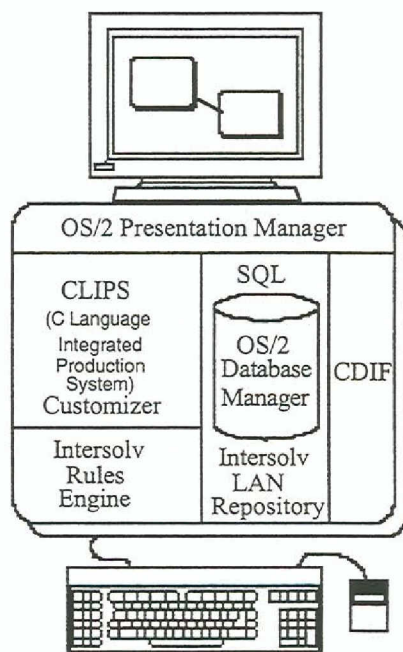 OS/2 Presentation Manager
CLIPS
(C Language
Integrated
Production
System)
Customizer
Intersolv
Rules
Engine
SQL
OS/2
Database
Manager
Intersolv
LAN
Repository
CDIF